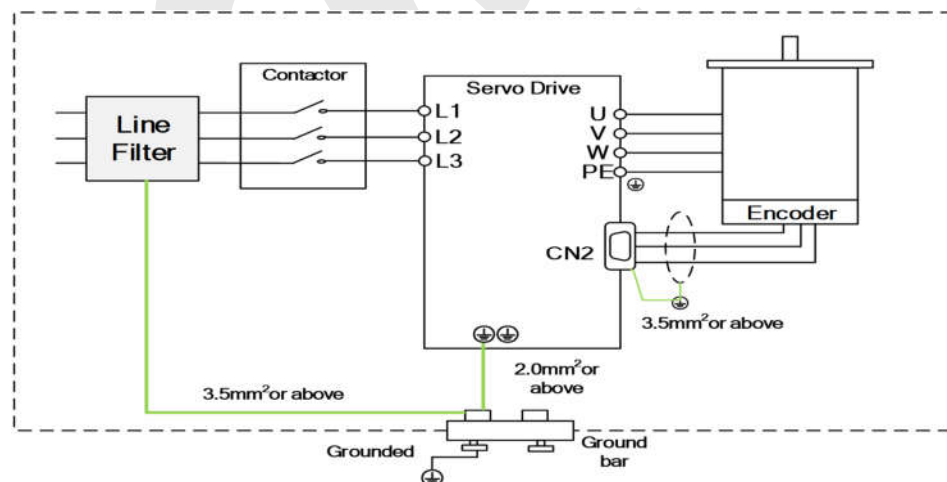 Contactor
Servo Drive
Line
Filter
L1
L2
L3
U
V
W
PE
Encoder
CN2
3.5mm²or above
2.0mm²or
above
3.5mm²or above
Grounded
Ground
bar